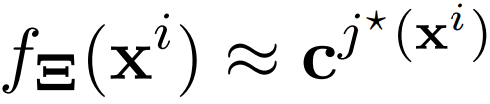 f_𝚵(𝐱^i) ≈ 𝐜^{j^⋆(𝐱^i)}